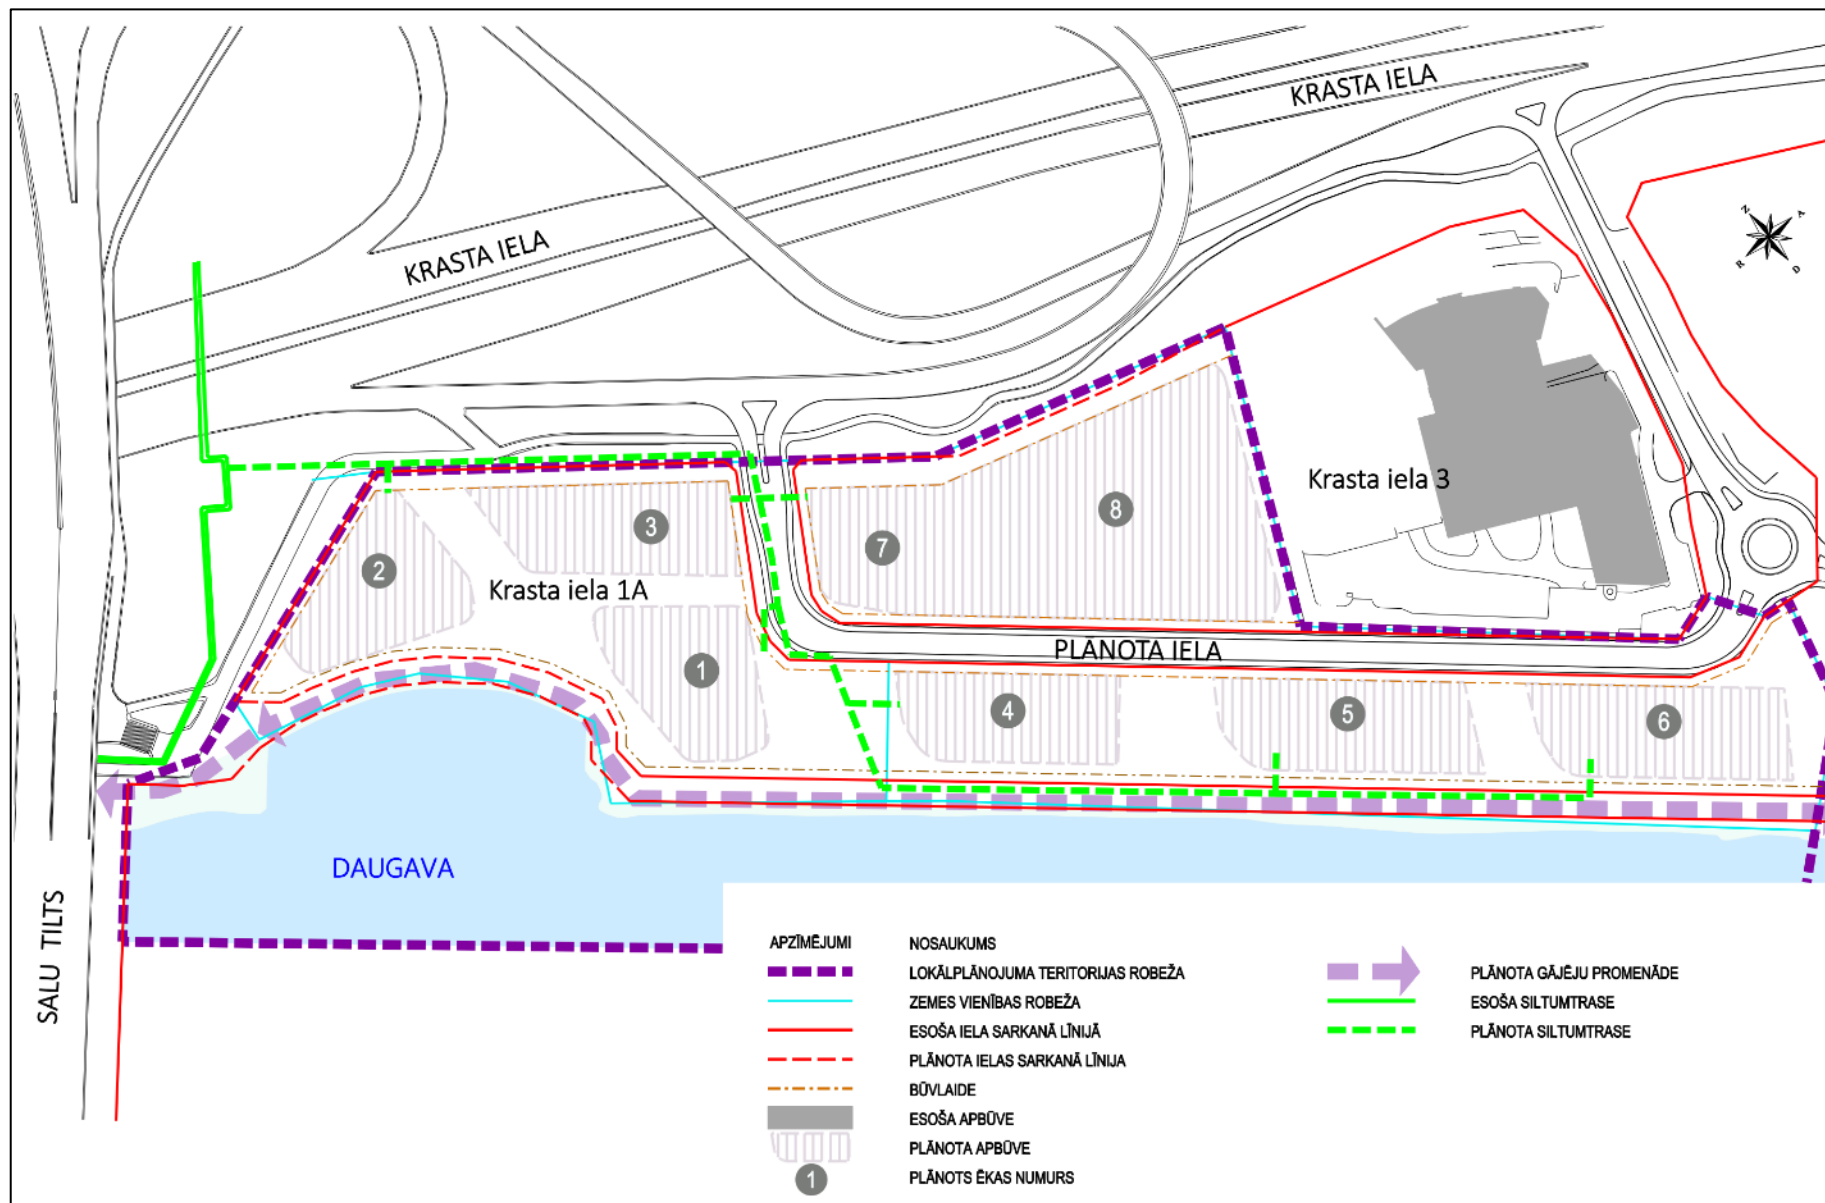 KRASTA IELA
KRASTA IELA
Z
A
R
D
Krasta iela 3
3
8
7
2
Krasta iela 1A
1
PLĀNOTA IELA
4
5
6
DAUGAVA
SALU TILTS
APZĪMĒJUMI
NOSAUKUMS
LOKĀLPLĀNOJUMA TERITORIJAS ROBEŽA
ZEMES VIENĪBAS ROBEŽA
ESOŠA IELA SARKANĀ LĪNIJĀ
PLĀNOTA IELAS SARKANĀ LĪNIJA
BŪVLAIDE
ESOŠA APBŪVE
PLĀNOTA APBŪVE
1
PLĀNOTS ĒKAS NUMURS
PLĀNOTA GĀJĒJU PROMENĀDE
ESOŠA SILTUMTRASE
PLĀNOTA SILTUMTRASE